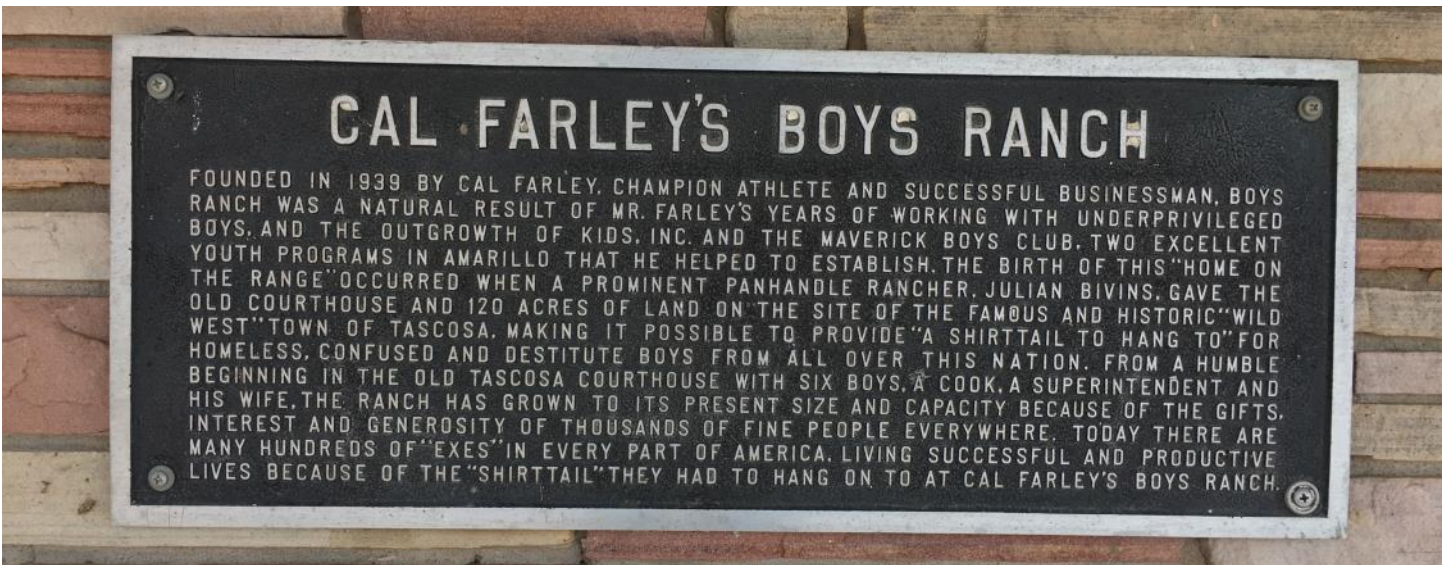 CAL FARLEY'S BOYS RANCH
FOUNDED IN 1939 BY CAL FARLEY, CHAMPION ATHLETE AND SUCCESSFUL BUSINESSMAN, BOYS
RANCH WAS A NATURAL RESULT OF MR. FARLEY'S YEARS OF WORKING WITH UNDERPRIVILEGED
BOYS, AND THE OUTGROWTH OF KIDS, INC. AND THE MAVERICK BOYS CLUB, TWO EXCELLENT
YOUTH PROGRAMS IN AMARILLO THAT HE HELPED TO ESTABLISH. THE BIRTH OF THIS "HOME ON
THE RANGE" OCCURRED WHEN A PROMINENT PANHANDLE RANCHER, JULIAN BIVINS, GAVE THE
OLD COURTHOUSE AND 120 ACRES OF LAND ON THE SITE OF THE FAMOUS AND HISTORIC "WILD
WEST" TOWN OF TASCOSA, MAKING IT POSSIBLE TO PROVIDE "A SHIRTTAIL TO HANG TO" FOR
HOMELESS, CONFUSED AND DESTITUTE BOYS FROM ALL OVER THIS NATION. FROM A HUMBLE
BEGINNING IN THE OLD TASCOSA COURTHOUSE WITH SIX BOYS, A COOK, A SUPERINTENDENT AND
HIS WIFE, THE RANCH HAS GROWN TO ITS PRESENT SIZE AND CAPACITY BECAUSE OF THE GIFTS,
INTEREST AND GENEROSITY OF THOUSANDS OF FINE PEOPLE EVERYWHERE. TODAY THERE ARE
MANY HUNDREDS OF "EXES" IN EVERY PART OF AMERICA, LIVING SUCCESSFUL AND PRODUCTIVE
LIVES BECAUSE OF THE "SHIRTTAIL" THEY HAD TO HANG ON TO AT CAL FARLEY'S BOYS RANCH.